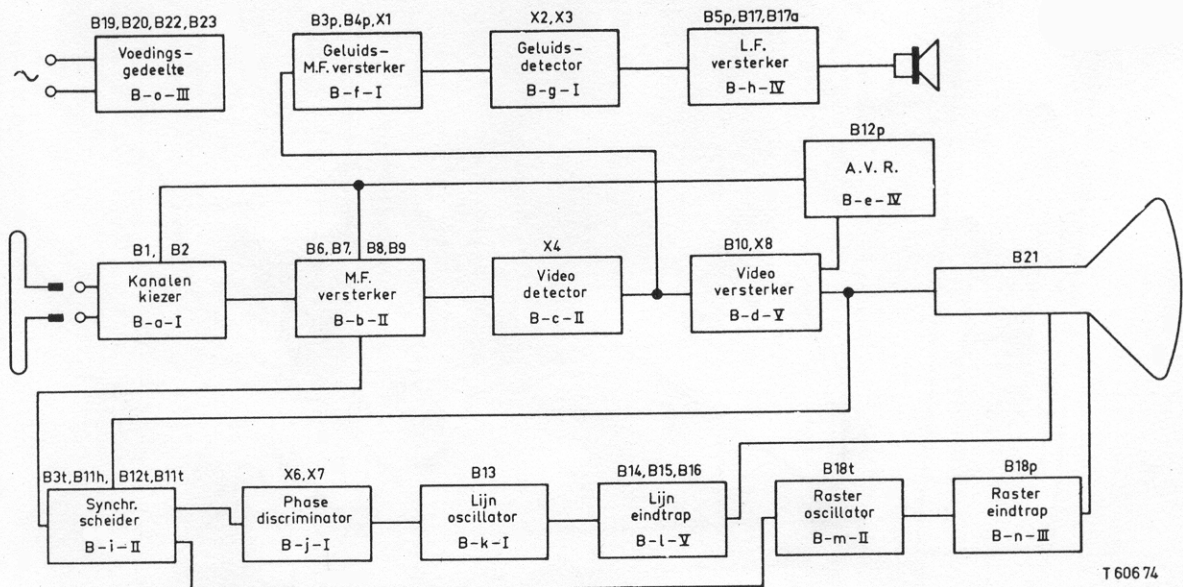 B19, B20, B22, B23
Voedings-
gedeelte
B-o-III
B3p, B4p, X1
Geluids-
M.F. versterker
B-f-I
X2, X3
Geluids-
detector
B-g-I
B5p, B17, B17a
L.F.
versterker
B-h-IV
B12p
A.V.R.
B-e-IV
B1, B2
Kanalen
kiezer
B-a-I
B6, B7, B8, B9
M.F.
versterker
B-b-II
X4
Video
detector
B-c-II
B10, X8
Video
versterker
B-d-V
B21
B3t, B11h, B12t, B11t
Synchr.
scheider
B-i-II
X6, X7
Phase
discriminator
B-j-I
B13
Lijn
oscillator
B-k-I
B14, B15, B16
Lijn
eindtrap
B-l-V
B18t
Raster
oscillator
B-m-II
B18p
Raster
eindtrap
B-n-III
T 606 74